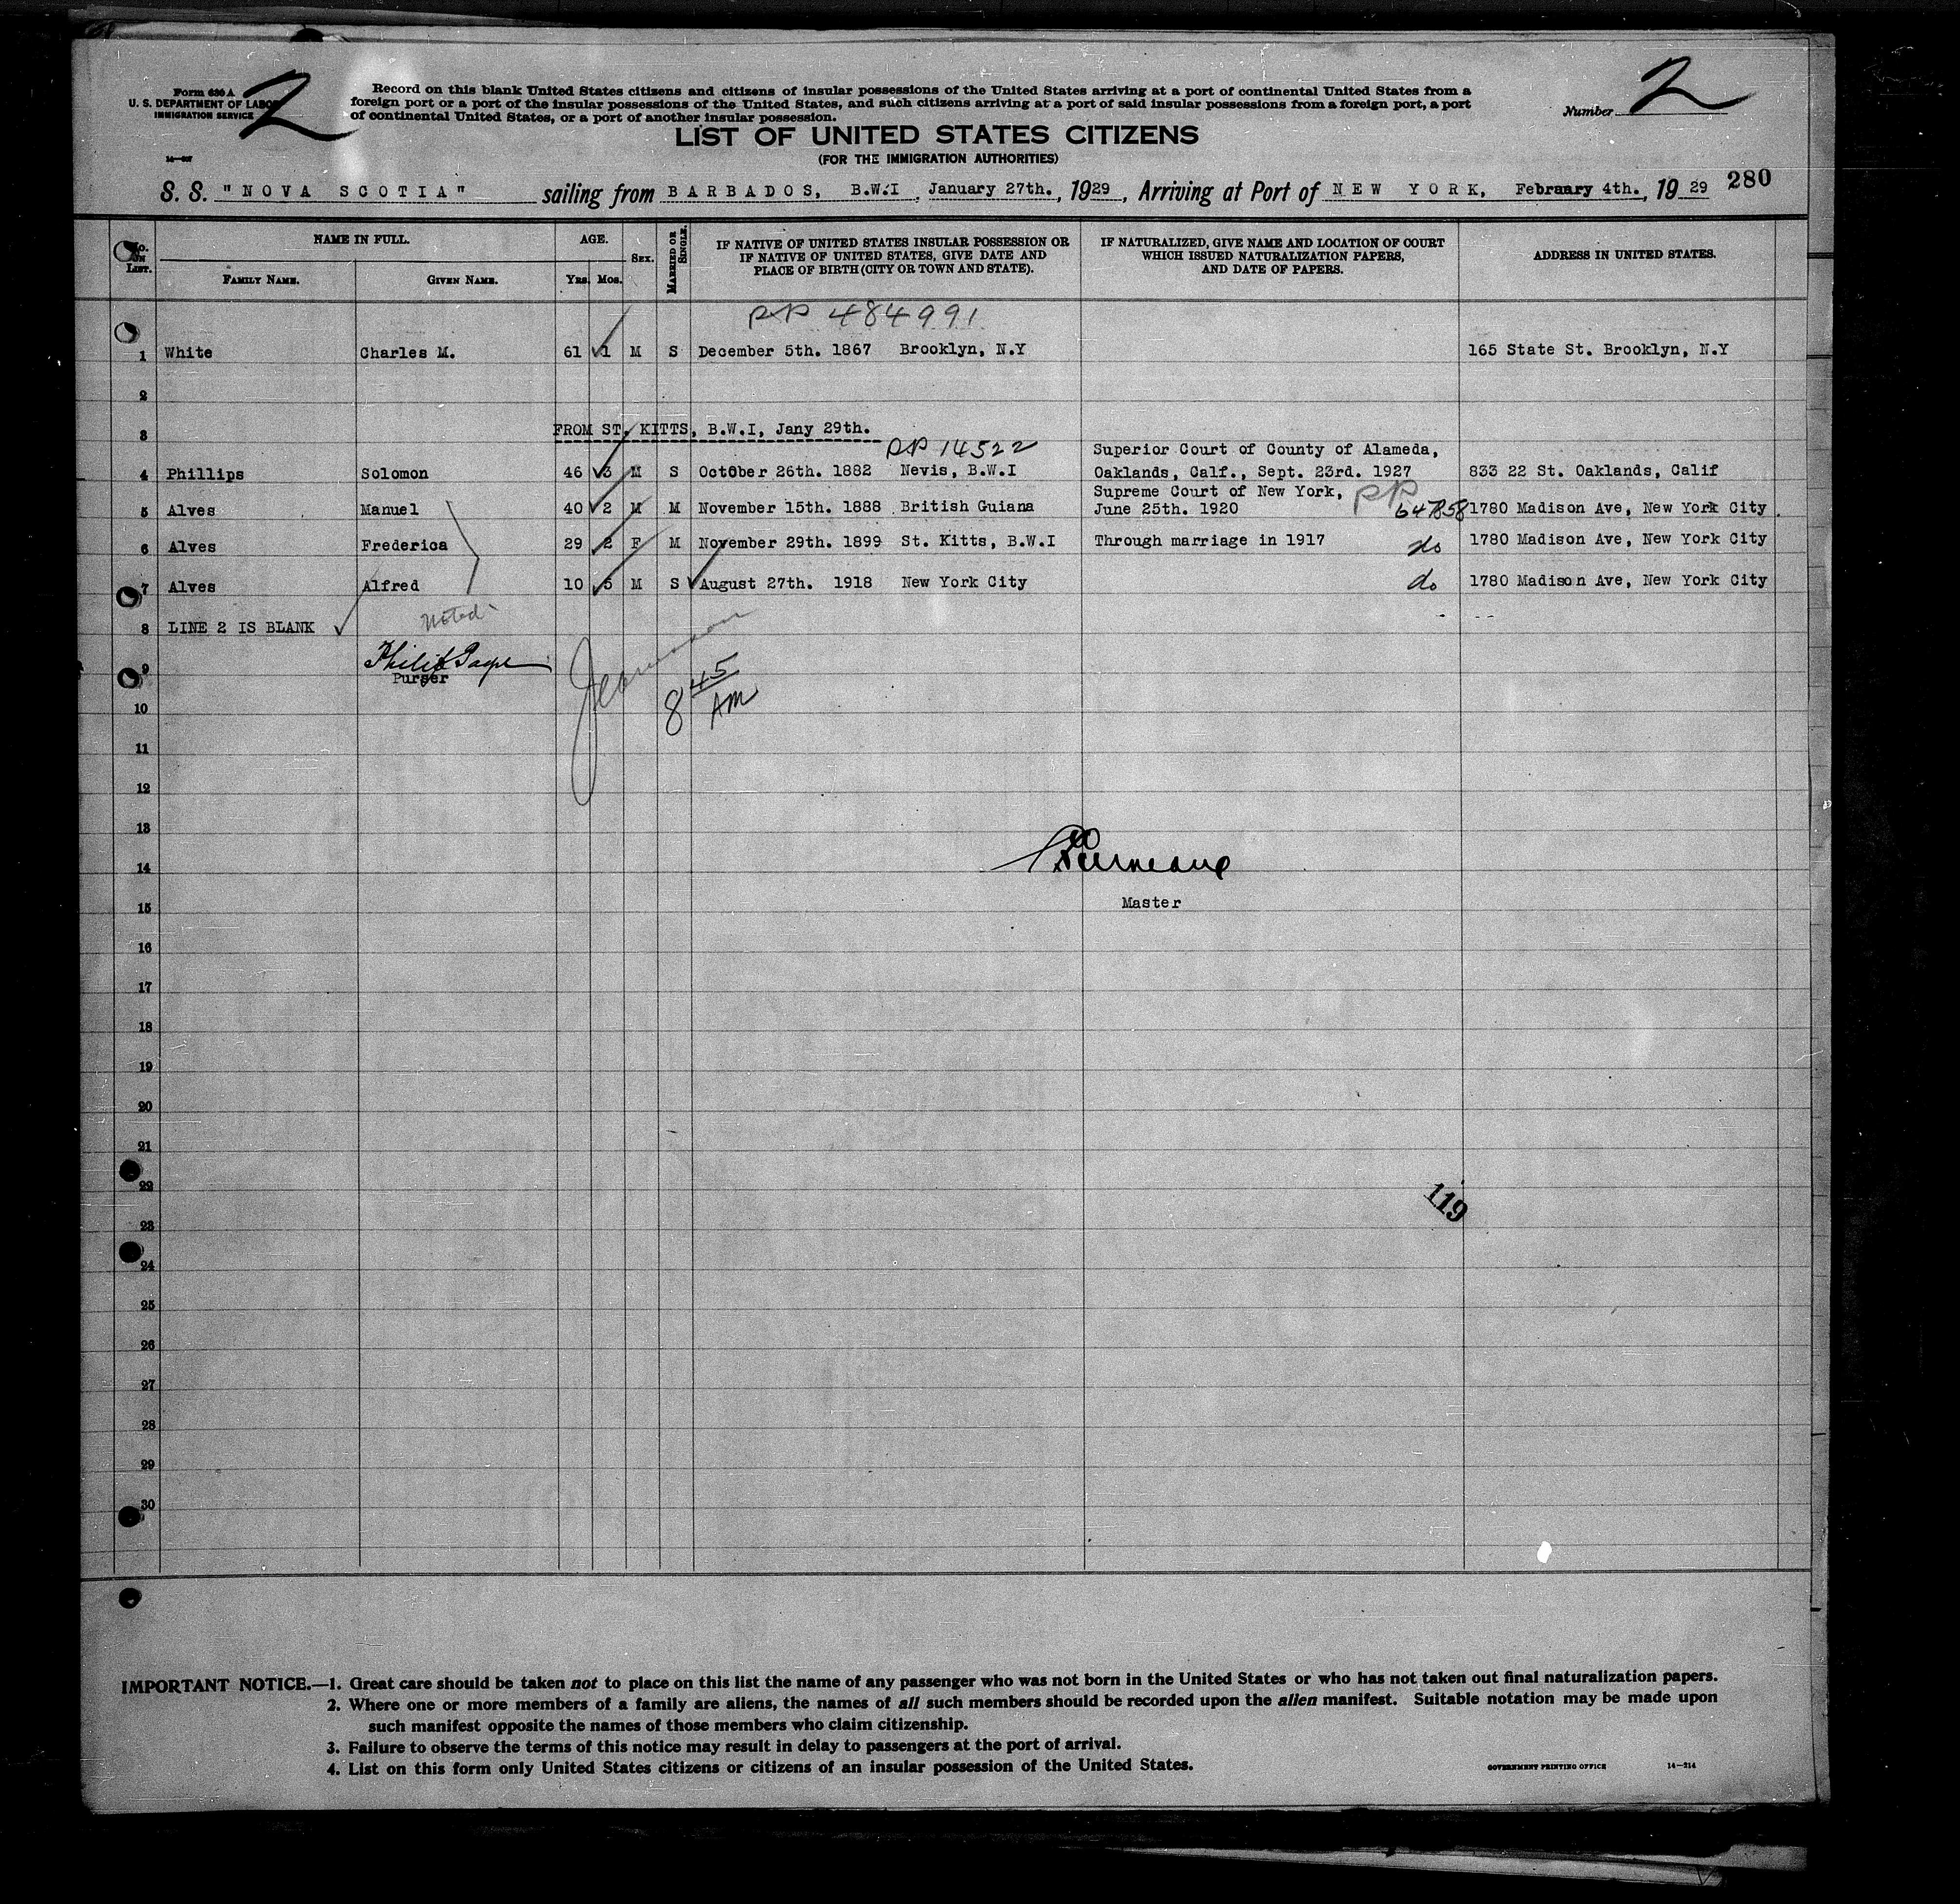 Form 630 A
U. S. DEPARTMENT OF LABOR
IMMIGRATION SERVICE
2
Record on this blank United States citizens and citizens of insular possessions of the United States arriving at a port of continental United States from a
foreign port or a port of the insular possessions of the United States, and such citizens arriving at a port of said insular possessions from a foreign port, a port
of continental United States, or a port of another insular possession.
Number 2
LIST OF UNITED STATES CITIZENS
(FOR THE IMMIGRATION AUTHORITIES)
S. S. "NOVA SCOTIA" sailing from BARBADOS, B.W.I, January 27th., 1929, Arriving at Port of NEW YORK, February 4th., 19 29 280
No. ON LIST.
NAME IN FULL.
FAMILY NAME. GIVEN NAME.
AGE.
Yrs. Mos.
SEX.
MARRIED OR SINGLE.
IF NATIVE OF UNITED STATES INSULAR POSSESSION OR
IF NATIVE OF UNITED STATES, GIVE DATE AND
PLACE OF BIRTH (CITY OR TOWN AND STATE).
IF NATURALIZED, GIVE NAME AND LOCATION OF COURT
WHICH ISSUED NATURALIZATION PAPERS,
AND DATE OF PAPERS.
ADDRESS IN UNITED STATES.
PP 484991
1 White Charles M. 61 1 M S December 5th. 1867 Brooklyn, N.Y 165 State St. Brooklyn, N.Y
2
3 FROM ST. KITTS, B.W.I, Jany 29th.
PP 14522 Superior Court of County of Alameda,
4 Phillips Solomon 46 3 M S October 26th. 1882 Nevis, B.W.I Oaklands, Calf., Sept. 23rd. 1927 833 22 St. Oaklands, Calif
Supreme Court of New York, PP
5 Alves Manuel 40 2 M M November 15th. 1888 British Guiana June 25th. 1920 1780 Madison Ave, New York City.
6 Alves Frederica 29 2 F M November 29th. 1899 St. Kitts, B.W.I Through marriage in 1917 do 1780 Madison Ave, New York City
7 Alves Alfred 10 5 M S August 27th. 1918 New York City do 1780 Madison Ave, New York City
8 LINE 2 IS BLANK Noted
9 Philip
Purser
8 45 AM
10
11
12
13
14
15 Master
16
17
18
19
20
21
22
119
23
24
25
26
27
28
29
30
IMPORTANT NOTICE.—1. Great care should be taken not to place on this list the name of any passenger who was not born in the United States or who has not taken out final naturalization papers.
2. Where one or more members of a family are aliens, the names of all such members should be recorded upon the alien manifest. Suitable notation may be made upon
such manifest opposite the names of those members who claim citizenship.
3. Failure to observe the terms of this notice may result in delay to passengers at the port of arrival.
4. List on this form only United States citizens or citizens of an insular possession of the United States.
GOVERNMENT PRINTING OFFICE 14—214